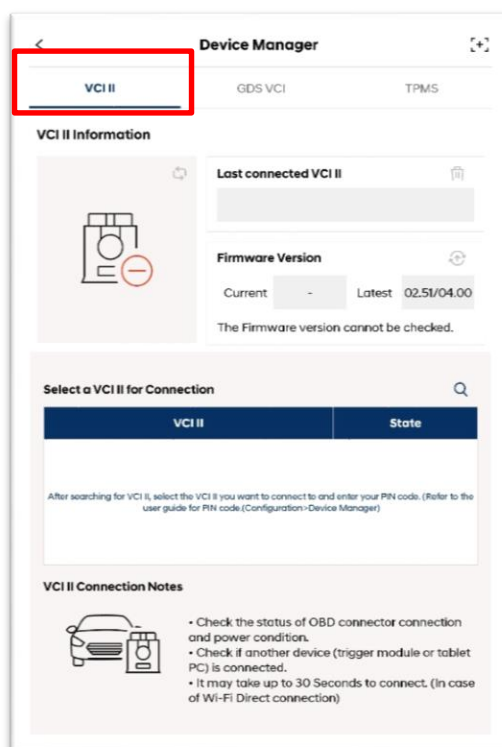 Device Manager
VCI II GDS VCI TPMS
VCI II Information
Last connected VCI II
Firmware Version
Current - Latest 02.51/04.00
The Firmware version cannot be checked.
Select a VCI II for Connection
VCI II State
After searching for VCI II, select the VCI II you want to connect to and enter your PIN code. (Refer to the
user guide for PIN code.(Configuration>Device Manager)
VCI II Connection Notes
• Check the status of OBD connector connection
and power condition.
• Check if another device (trigger module or tablet
PC) is connected.
• It may take up to 30 Seconds to connect. (In case
of Wi-Fi Direct connection)